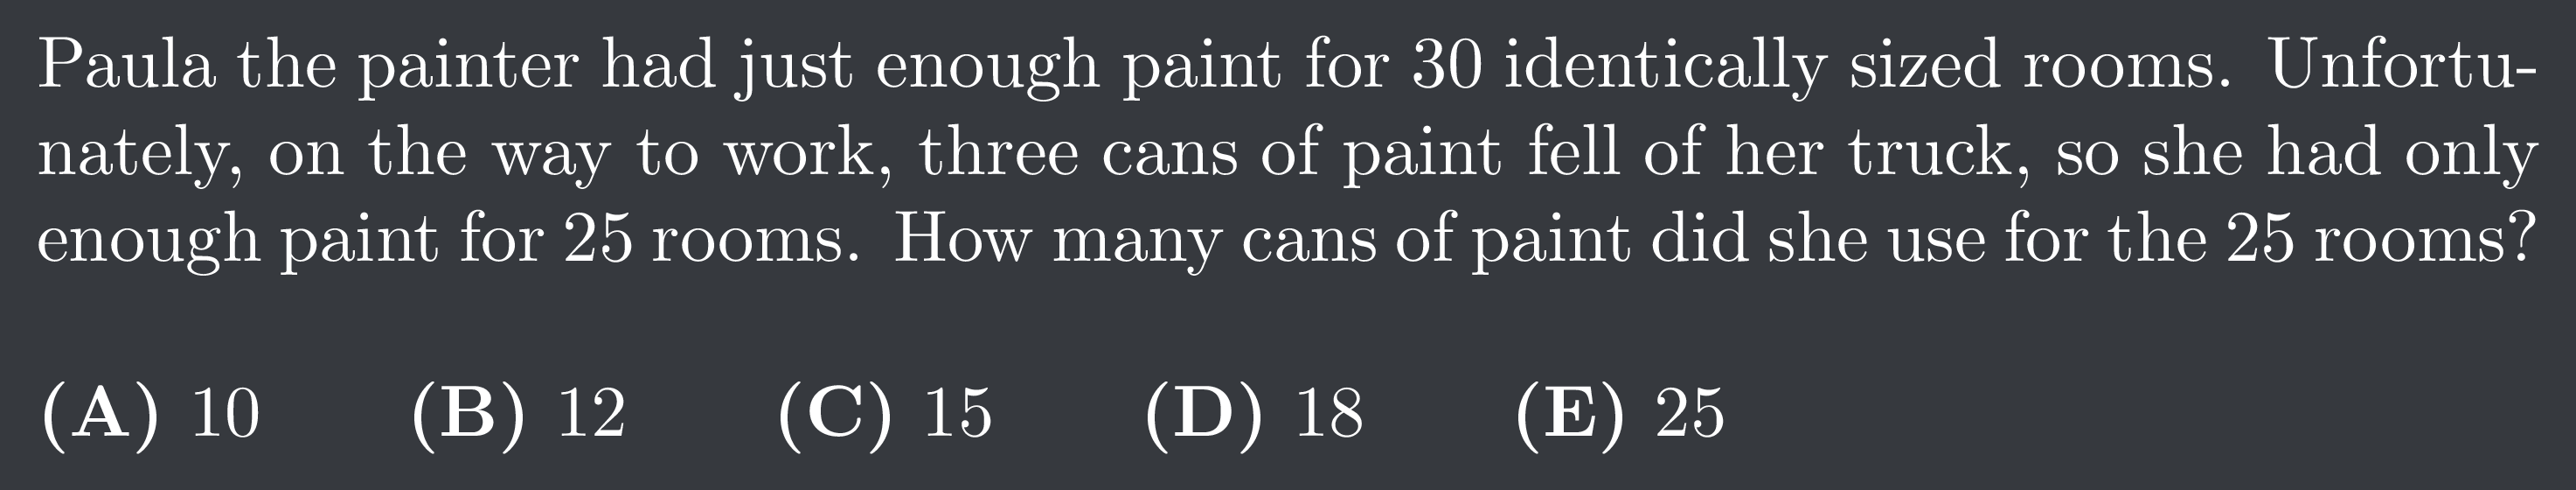 Paula the painter had just enough paint for 30 identically sized rooms. Unfortu-
nately, on the way to work, three cans of paint fell of her truck, so she had only
enough paint for 25 rooms. How many cans of paint did she use for the 25 rooms?
(A) 10 (B) 12 (C) 15 (D) 18 (E) 25